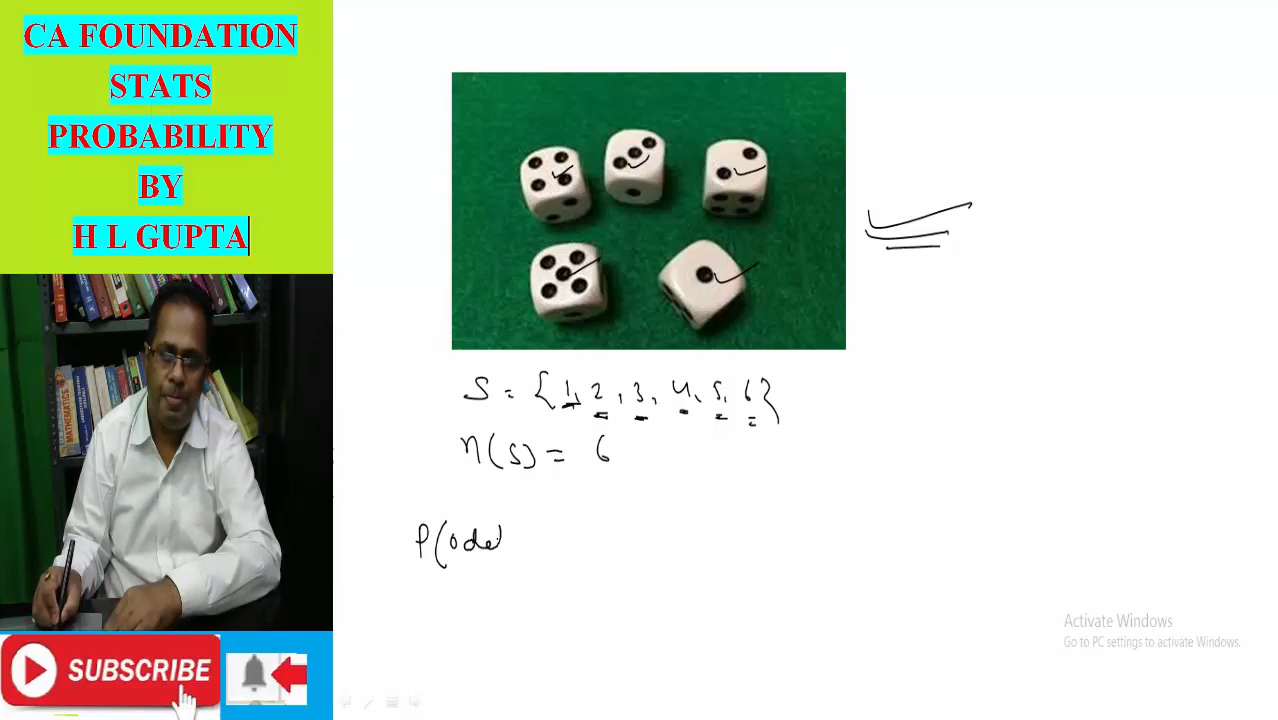 CA FOUNDATION
STATS
PROBABILITY
BY
H L GUPTA
S = {1, 2, 3, 4, 5, 6}
n(S) = 6
P(odd
MATHEMATICS
SUBSCRIBE
Activate Windows
Go to PC settings to activate Windows.